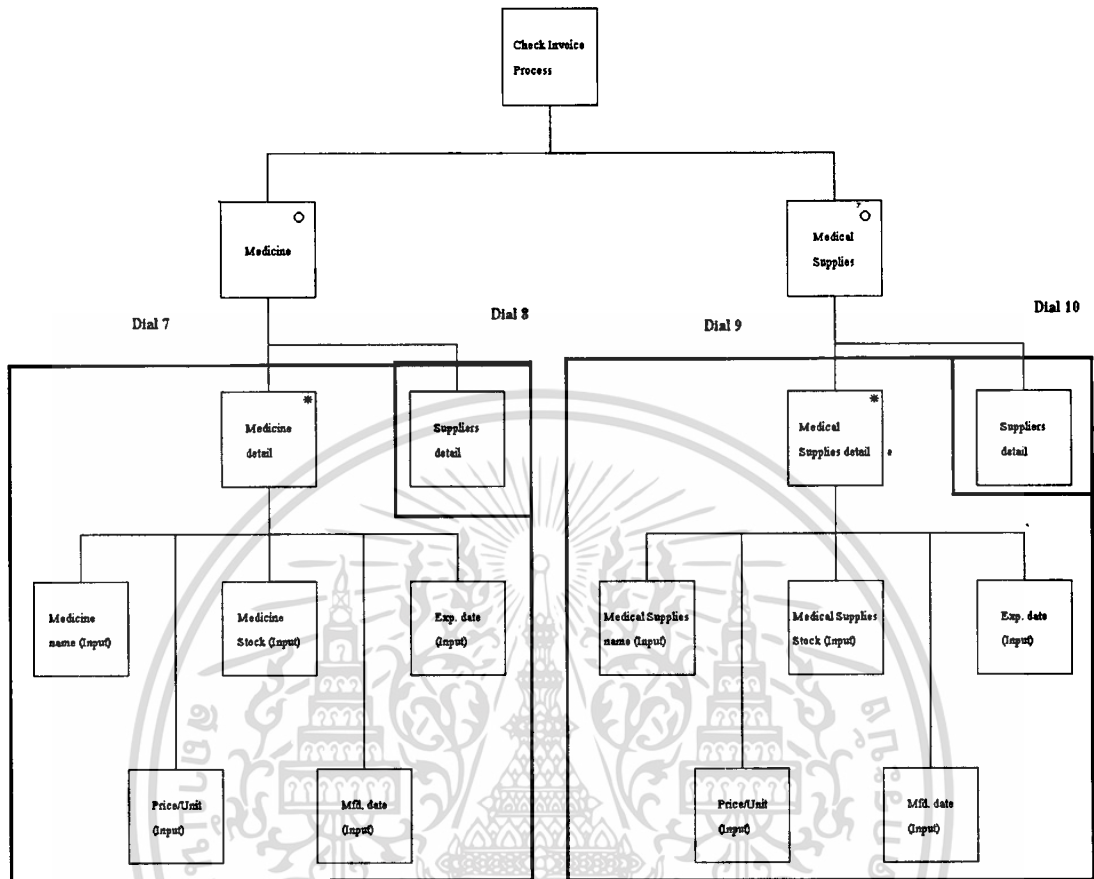 Check Invoice
Process
Medicine
Medical
Supplies
Dial 7
Dial 8
Dial 9
Dial 10
Medicine
detail
Suppliers
detail
Medical
Supplies detail
Suppliers
detail
Medicine
name (Input)
Medicine
Stock (Input)
Exp. date
(Input)
Medical Supplies
name (Input)
Medical Supplies
Stock (Input)
Exp. date
(Input)
Price/Unit
(Input)
Mfd. date
(Input)
Price/Unit
(Input)
Mfd. date
(Input)